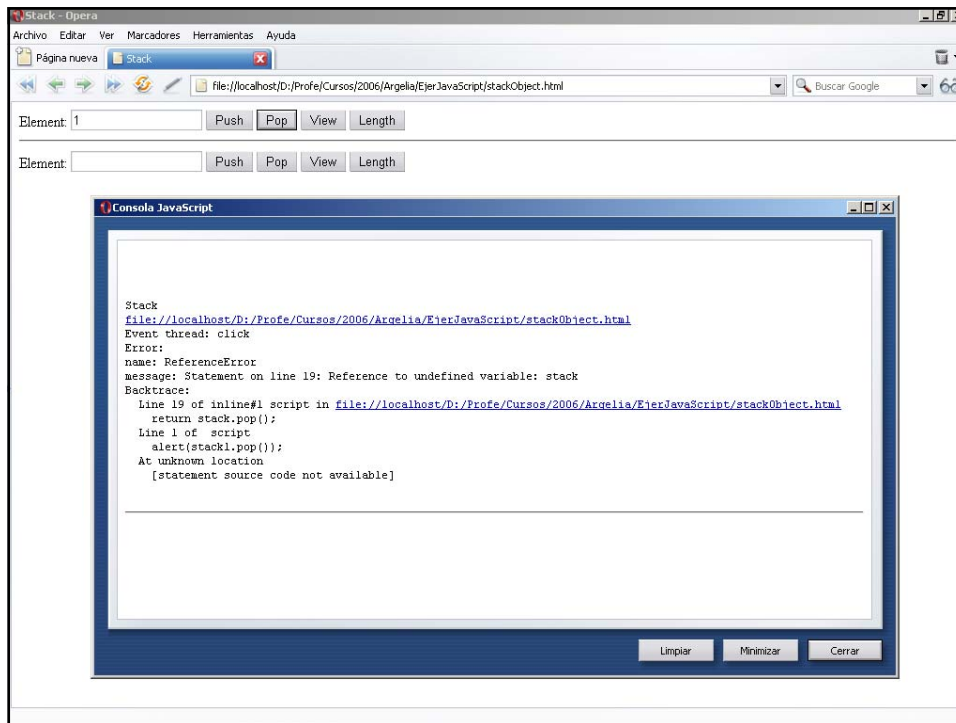 Stack - Opera
Archivo Editar Ver Marcadores Herramientas Ayuda
Página nueva Stack
file://localhost/D:/Profe/Cursos/2006/Argelia/EjerJavaScript/stackObject.html Buscar Google
Element: 1 Push Pop View Length
Element: Push Pop View Length
Consola JavaScript
Stack
file://localhost/D:/Profe/Cursos/2006/Argelia/EjerJavaScript/stackObject.html
Event thread: click
Error:
name: ReferenceError
message: Statement on line 19: Reference to undefined variable: stack
Backtrace:
Line 19 of inline#1 script in file://localhost/D:/Profe/Cursos/2006/Argelia/EjerJavaScript/stackObject.html
return stack.pop();
Line 1 of script
alert(stack1.pop());
At unknown location
[statement source code not available]
Limpiar Minimizar Cerrar